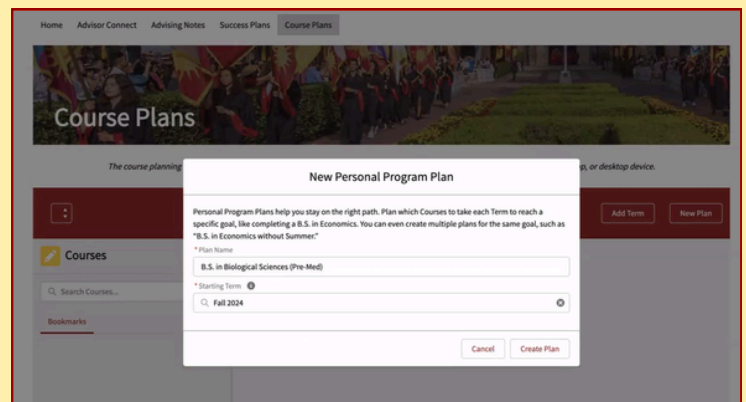 Home Advisor Connect Advising Notes Success Plans Course Plans
Course Plans
The course planning
p, or desktop device.
New Personal Program Plan
Add Term New Plan
Personal Program Plans help you stay on the right path. Plan which Courses to take each Term to reach a
specific goal, like completing a B.S. in Economics. You can even create multiple plans for the same goal, such as
"B.S. in Economics without Summer."
* Plan Name
B.S. in Biological Sciences (Pre-Med)
* Starting Term
Fall 2024
Cancel Create Plan
Courses
Search Courses...
Bookmarks